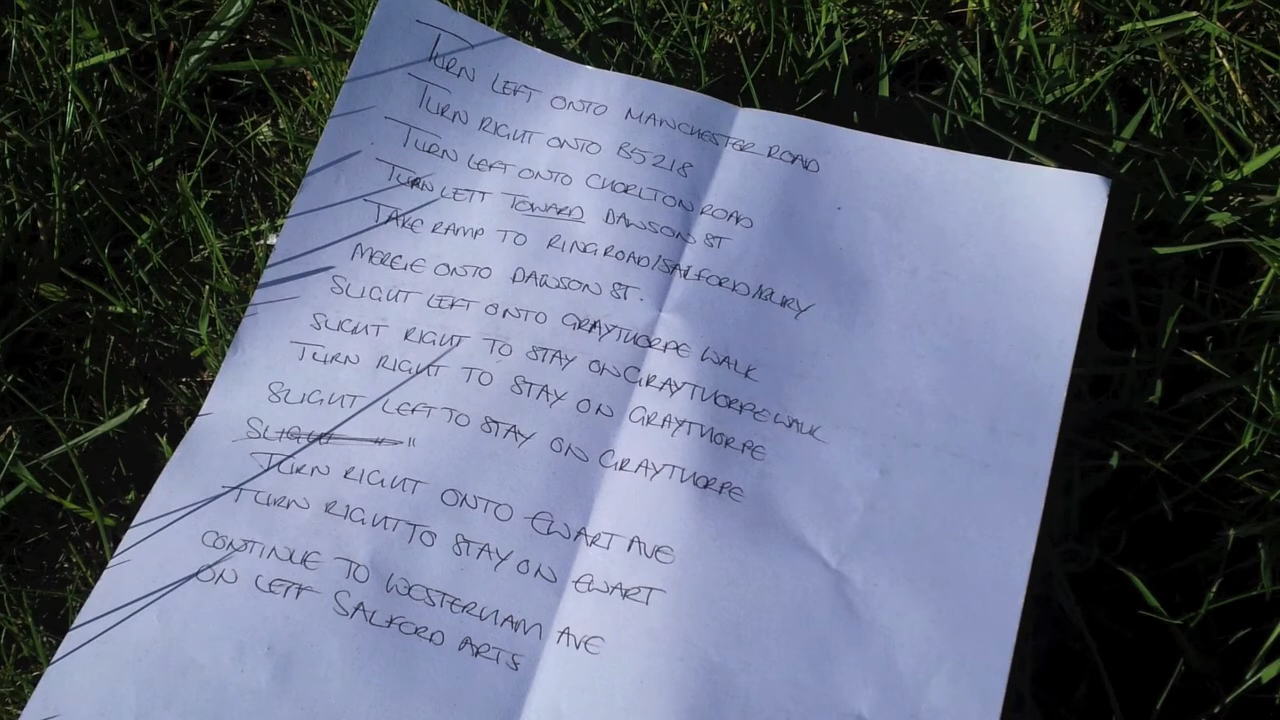 TURN LEFT ONTO MANCHESTER ROAD
TURN RIGHT ONTO B5218
TURN LEFT ONTO CHORLTON ROAD
TURN LEFT TOWARD DAWSON ST
TAKE RAMP TO RING ROAD/SALFORD/BURY
MERGE ONTO DAWSON ST.
SLIGHT LEFT ONTO GRAYTHORPE WALK
SLIGHT RIGHT TO STAY ON GRAYTHORPE WALK
TURN RIGHT TO STAY ON GRAYTHORPE
SLIGHT LEFT TO STAY ON GRAYTHORPE
SLIGHT " "
TURN RIGHT ONTO EWART AVE
TURN RIGHT TO STAY ON EWART
CONTINUE TO WESTERHAM AVE
ON LEFT SALFORD ARTS